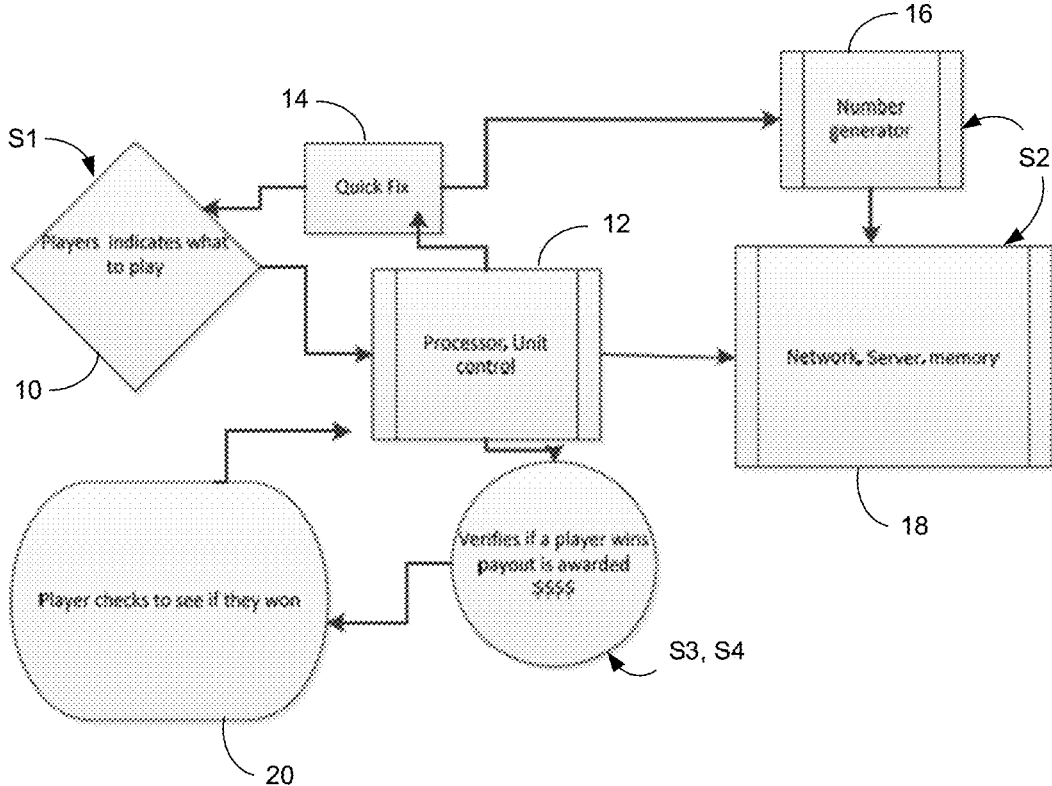 16
14
Number
generator
S1
S2
Quick Fix
12
Players indicates what
to play
Processor, Unit
control
Network, Server, memory
10
18
Verifies if a player wins
payout is awarded
$$$$
Player checks to see if they won
S3, S4
20